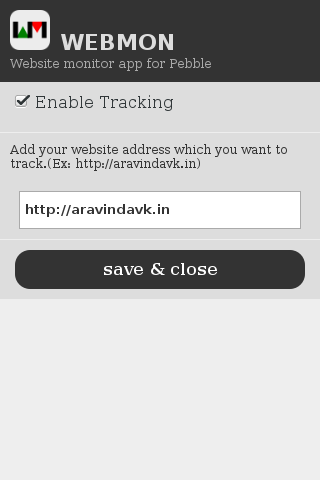 WM WEBMON
Website monitor app for Pebble
Enable Tracking
Add your website address which you want to
track.(Ex: http://aravindavk.in)
http://aravindavk.in
save & close